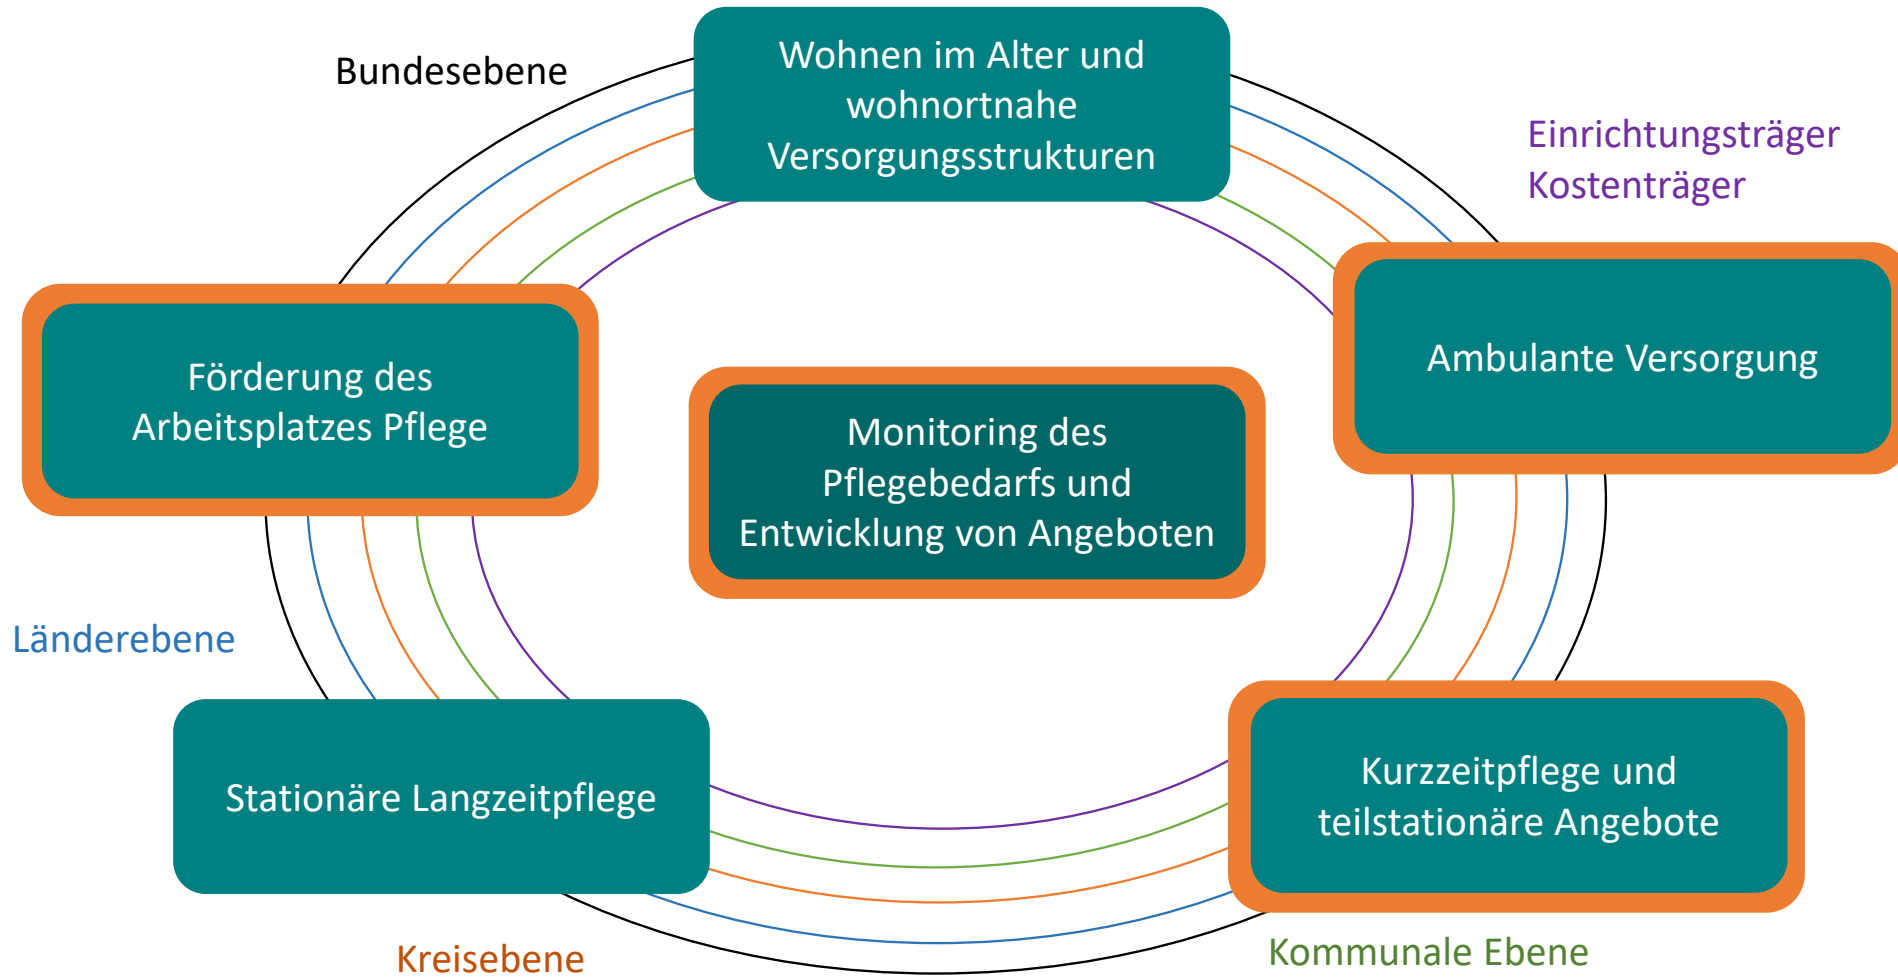 Bundesebene
Wohnen im Alter und
wohnortnahe
Versorgungsstrukturen
Einrichtungsträger
Kostenträger
Förderung des
Arbeitsplatzes Pflege
Ambulante Versorgung
Monitoring des
Pflegebedarfs und
Entwicklung von Angeboten
Länderebene
Stationäre Langzeitpflege
Kurzzeitpflege und
teilstationäre Angebote
Kreisebene
Kommunale Ebene